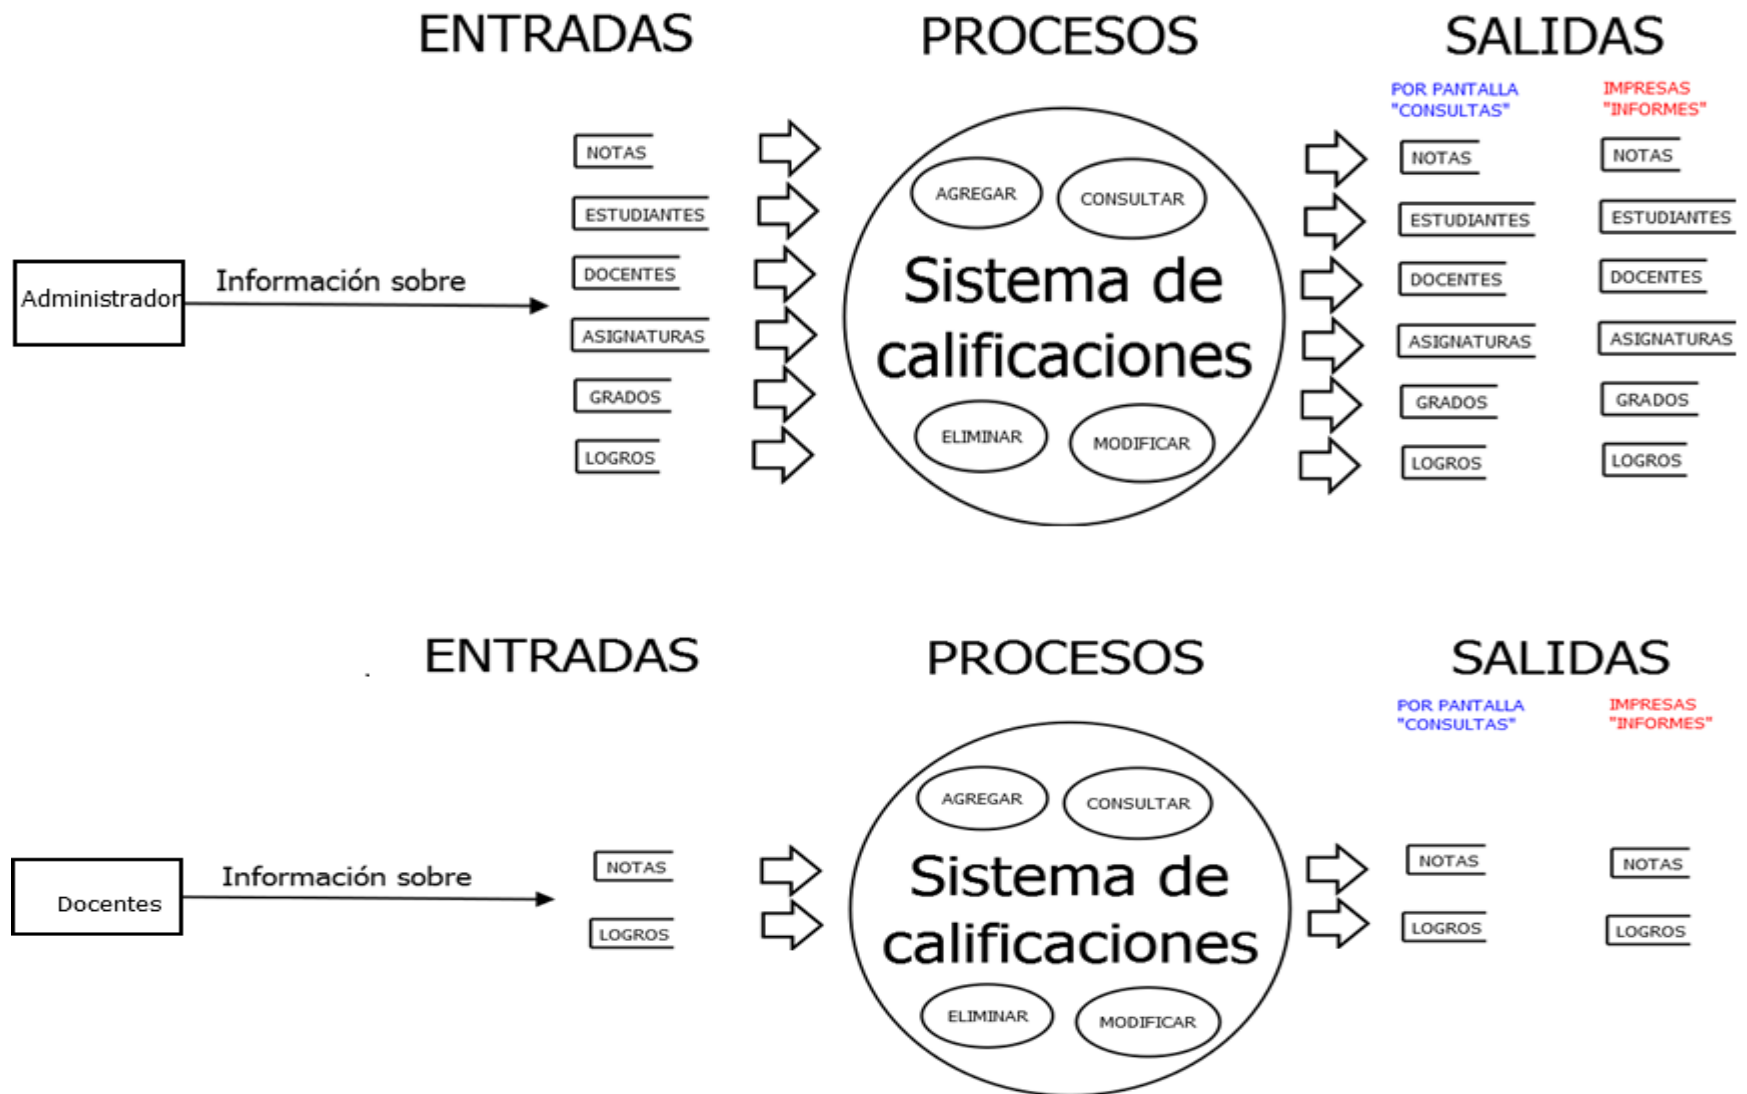 ENTRADAS
PROCESOS
SALIDAS
POR PANTALLA
"CONSULTAS"
IMPRESAS
"INFORMES"
Administrador
Información sobre
NOTAS
ESTUDIANTES
DOCENTES
ASIGNATURAS
GRADOS
LOGROS
AGREGAR
CONSULTAR
Sistema de
calificaciones
ELIMINAR
MODIFICAR
NOTAS
ESTUDIANTES
DOCENTES
ASIGNATURAS
GRADOS
LOGROS
NOTAS
ESTUDIANTES
DOCENTES
ASIGNATURAS
GRADOS
LOGROS
ENTRADAS
PROCESOS
SALIDAS
POR PANTALLA
"CONSULTAS"
IMPRESAS
"INFORMES"
Docentes
Información sobre
NOTAS
LOGROS
AGREGAR
CONSULTAR
Sistema de
calificaciones
ELIMINAR
MODIFICAR
NOTAS
LOGROS
NOTAS
LOGROS